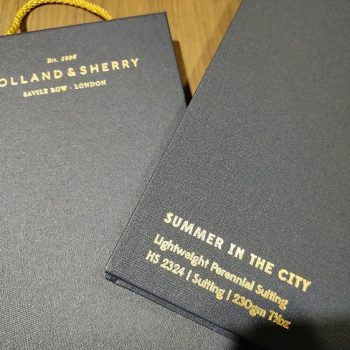 Est. 1836
OLLAND & SHERRY
SAVILE ROW · LONDON
SUMMER IN THE CITY
Lightweight Perennial Suiting
HS 2324 | Suiting | 230gm 7½oz